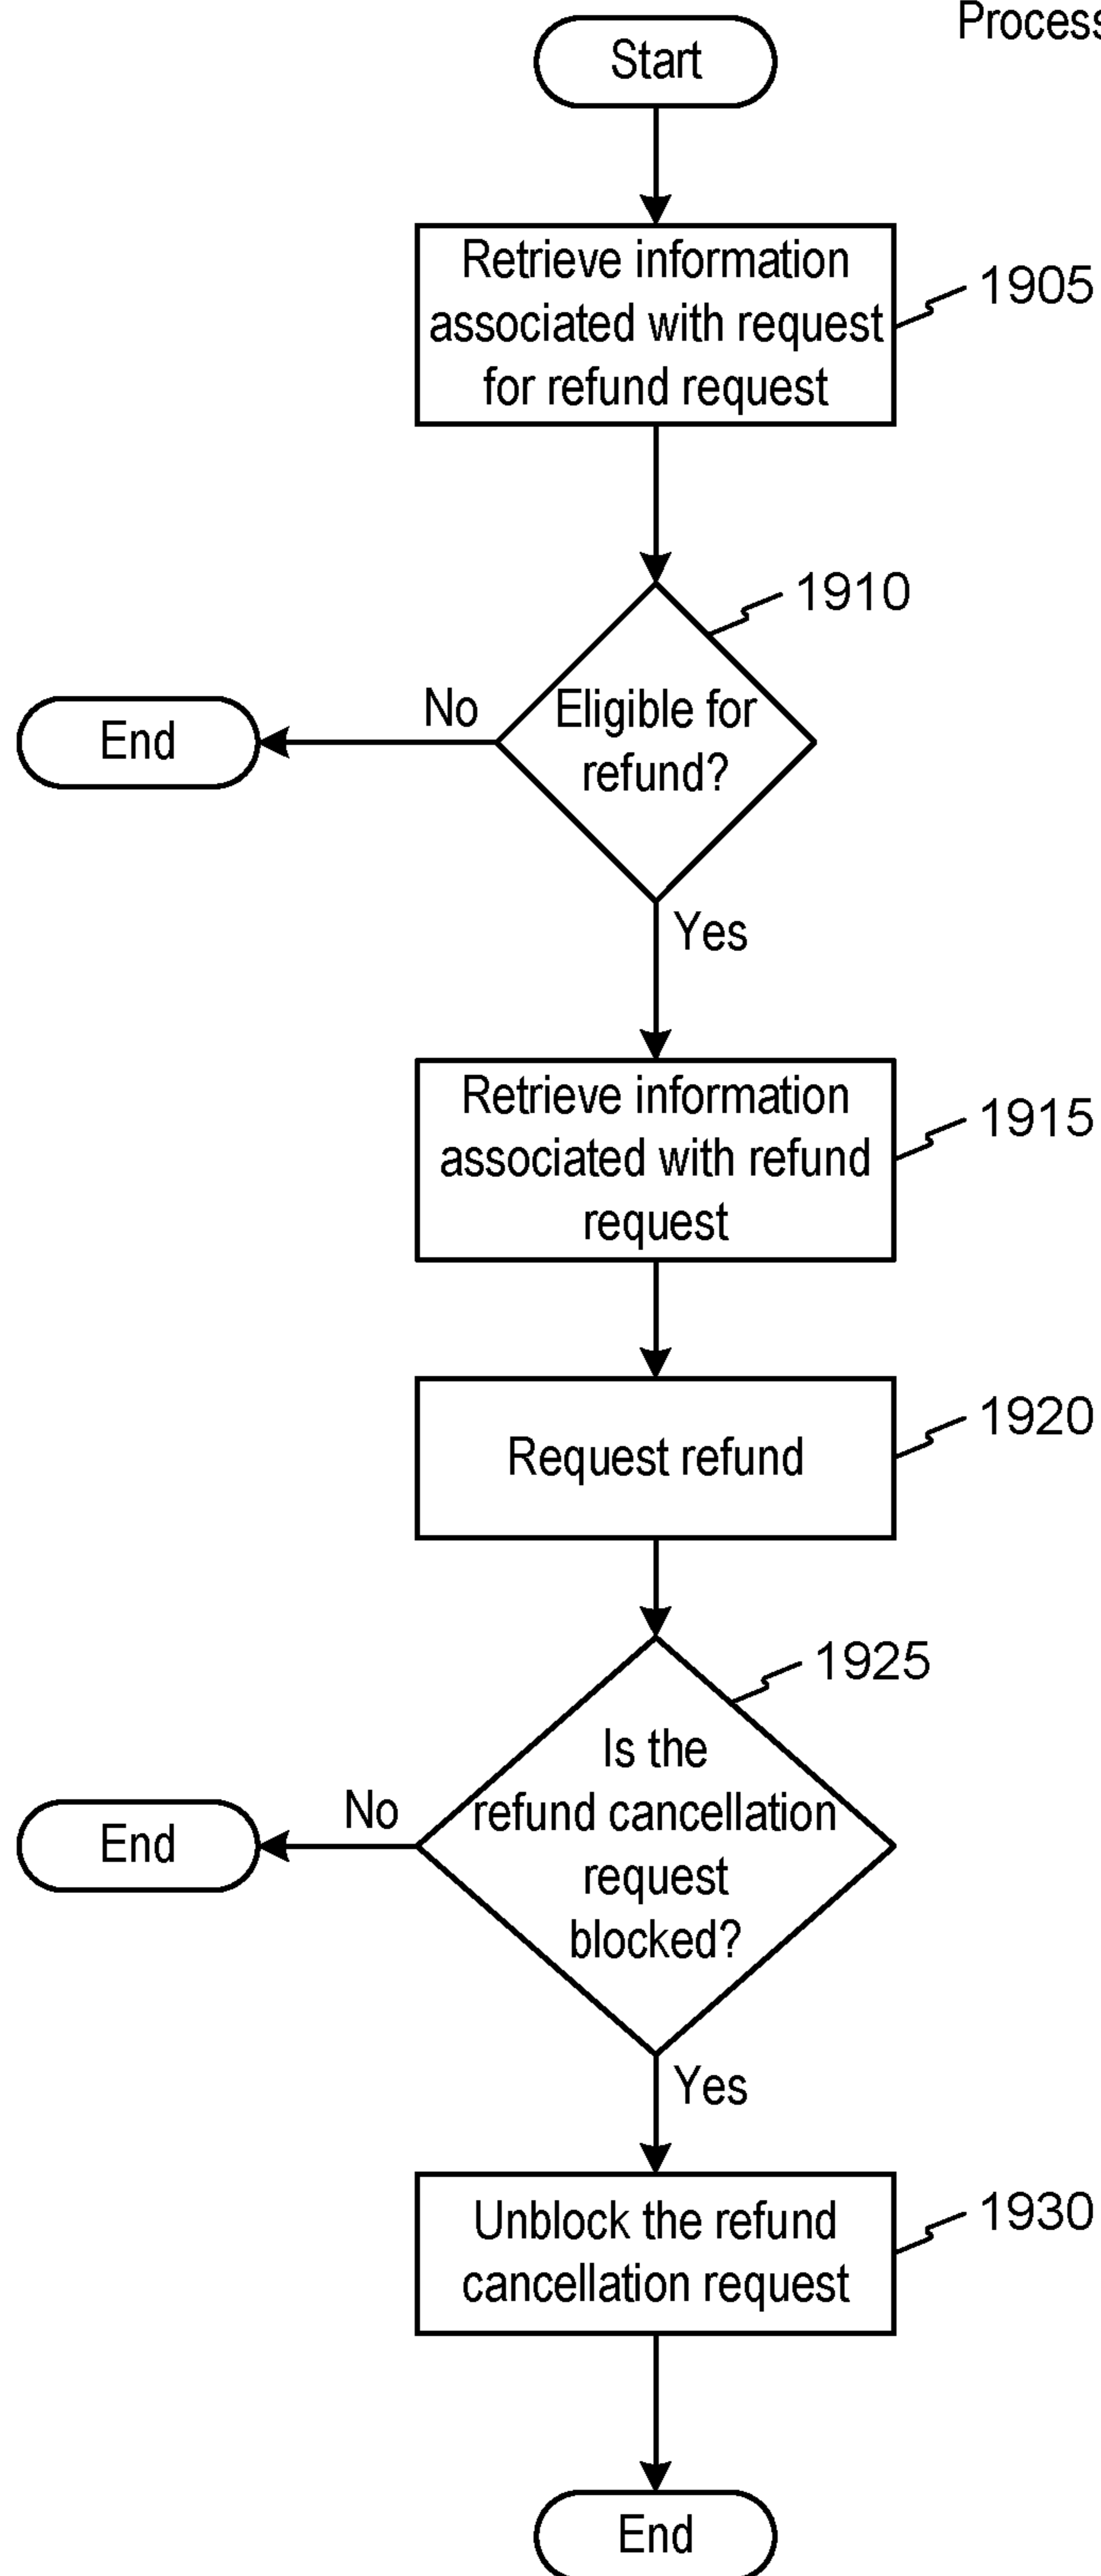 Process
Start
Retrieve information
associated with request
for refund request
1905
1910
Eligible for
refund?
No
End
Yes
Retrieve information
associated with refund
request
1915
Request refund
1920
1925
Is the
refund cancellation
request
blocked?
No
End
Yes
Unblock the refund
cancellation request
1930
End